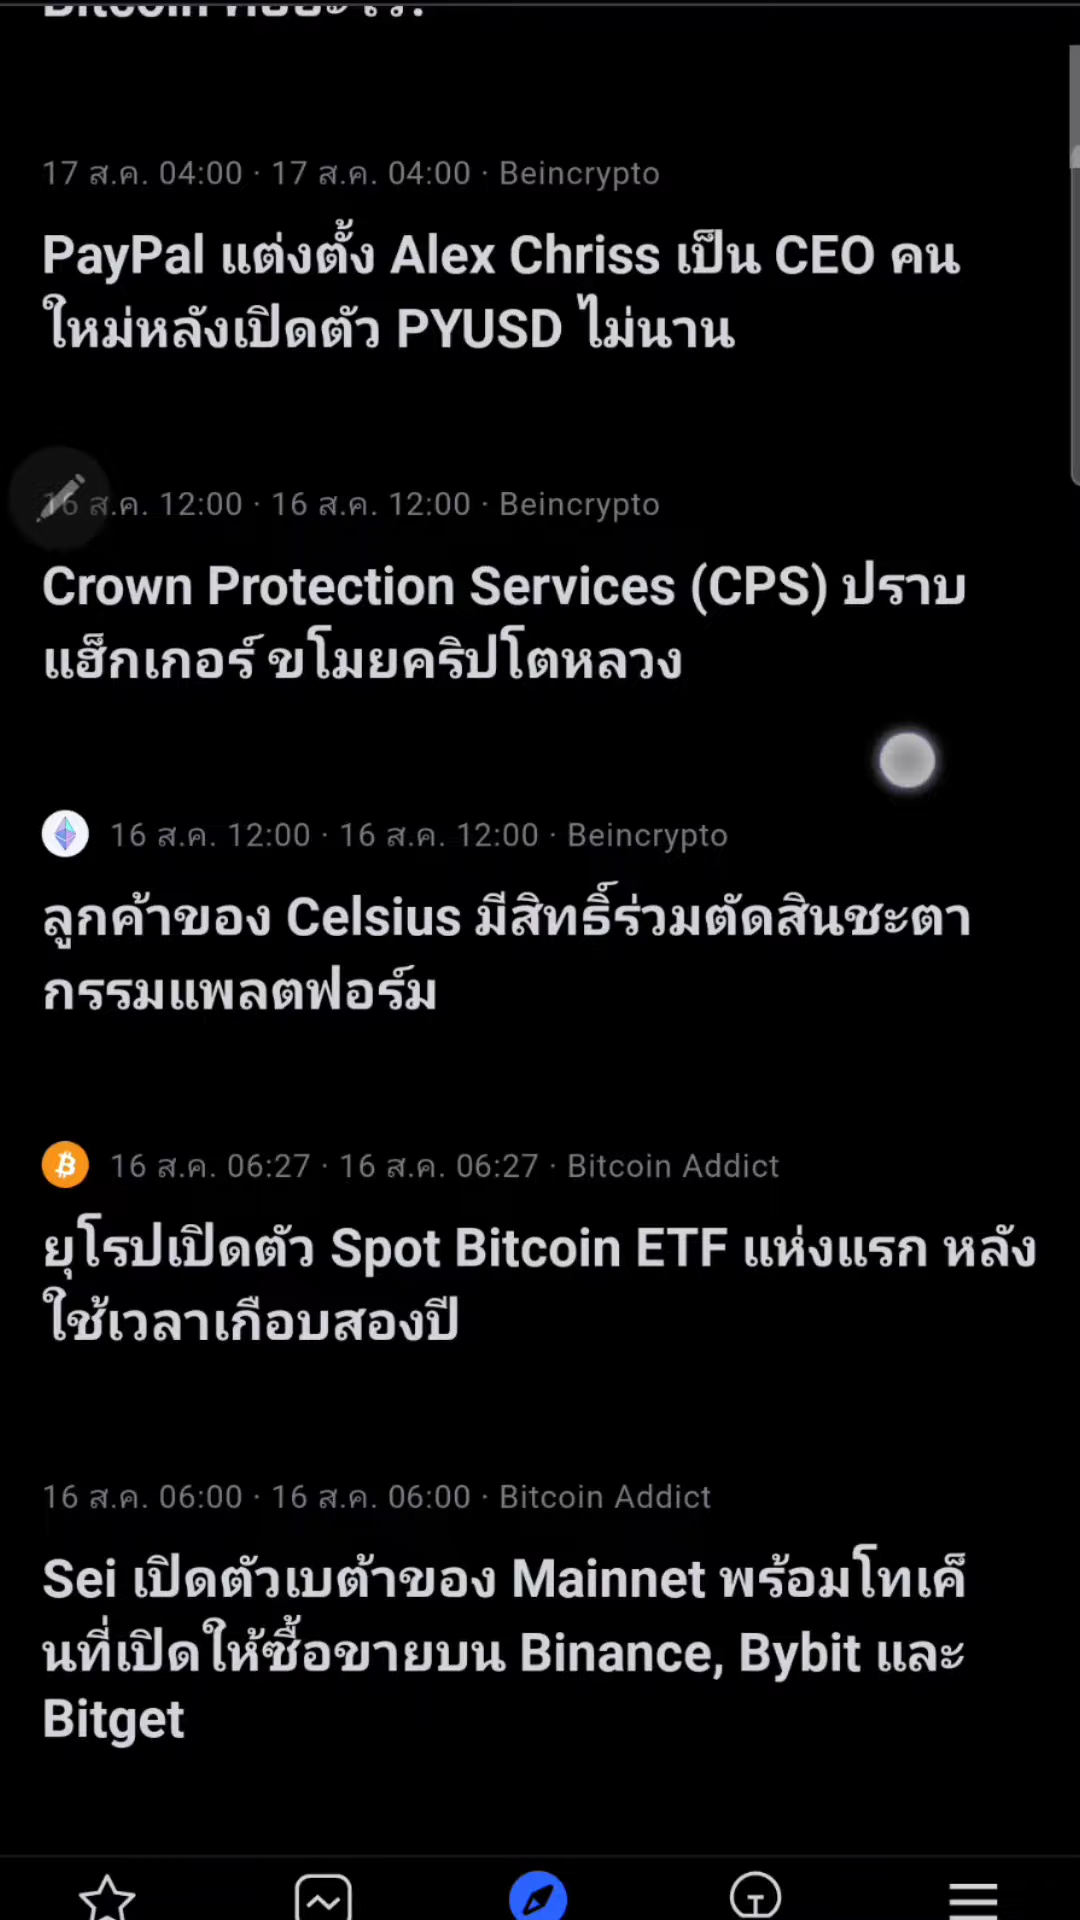 Bitcoin คืออะไร?
17 ส.ค. 04:00 · 17 ส.ค. 04:00 · Beincrypto
PayPal แต่งตั้ง Alex Chriss เป็น CEO คน
ใหม่หลังเปิดตัว PYUSD ไม่นาน
16 ส.ค. 12:00 · 16 ส.ค. 12:00 · Beincrypto
Crown Protection Services (CPS) ปราบ
แฮ็กเกอร์ ขโมยคริปโตหลวง
16 ส.ค. 12:00 · 16 ส.ค. 12:00 · Beincrypto
ลูกค้าของ Celsius มีสิทธิ์ร่วมตัดสินชะตา
กรรมแพลตฟอร์ม
16 ส.ค. 06:27 · 16 ส.ค. 06:27 · Bitcoin Addict
ยุโรปเปิดตัว Spot Bitcoin ETF แห่งแรก หลัง
ใช้เวลาเกือบสองปี
16 ส.ค. 06:00 · 16 ส.ค. 06:00 · Bitcoin Addict
Sei เปิดตัวเบต้าของ Mainnet พร้อมโทเค็
นที่เปิดให้ซื้อขายบน Binance, Bybit และ
Bitget